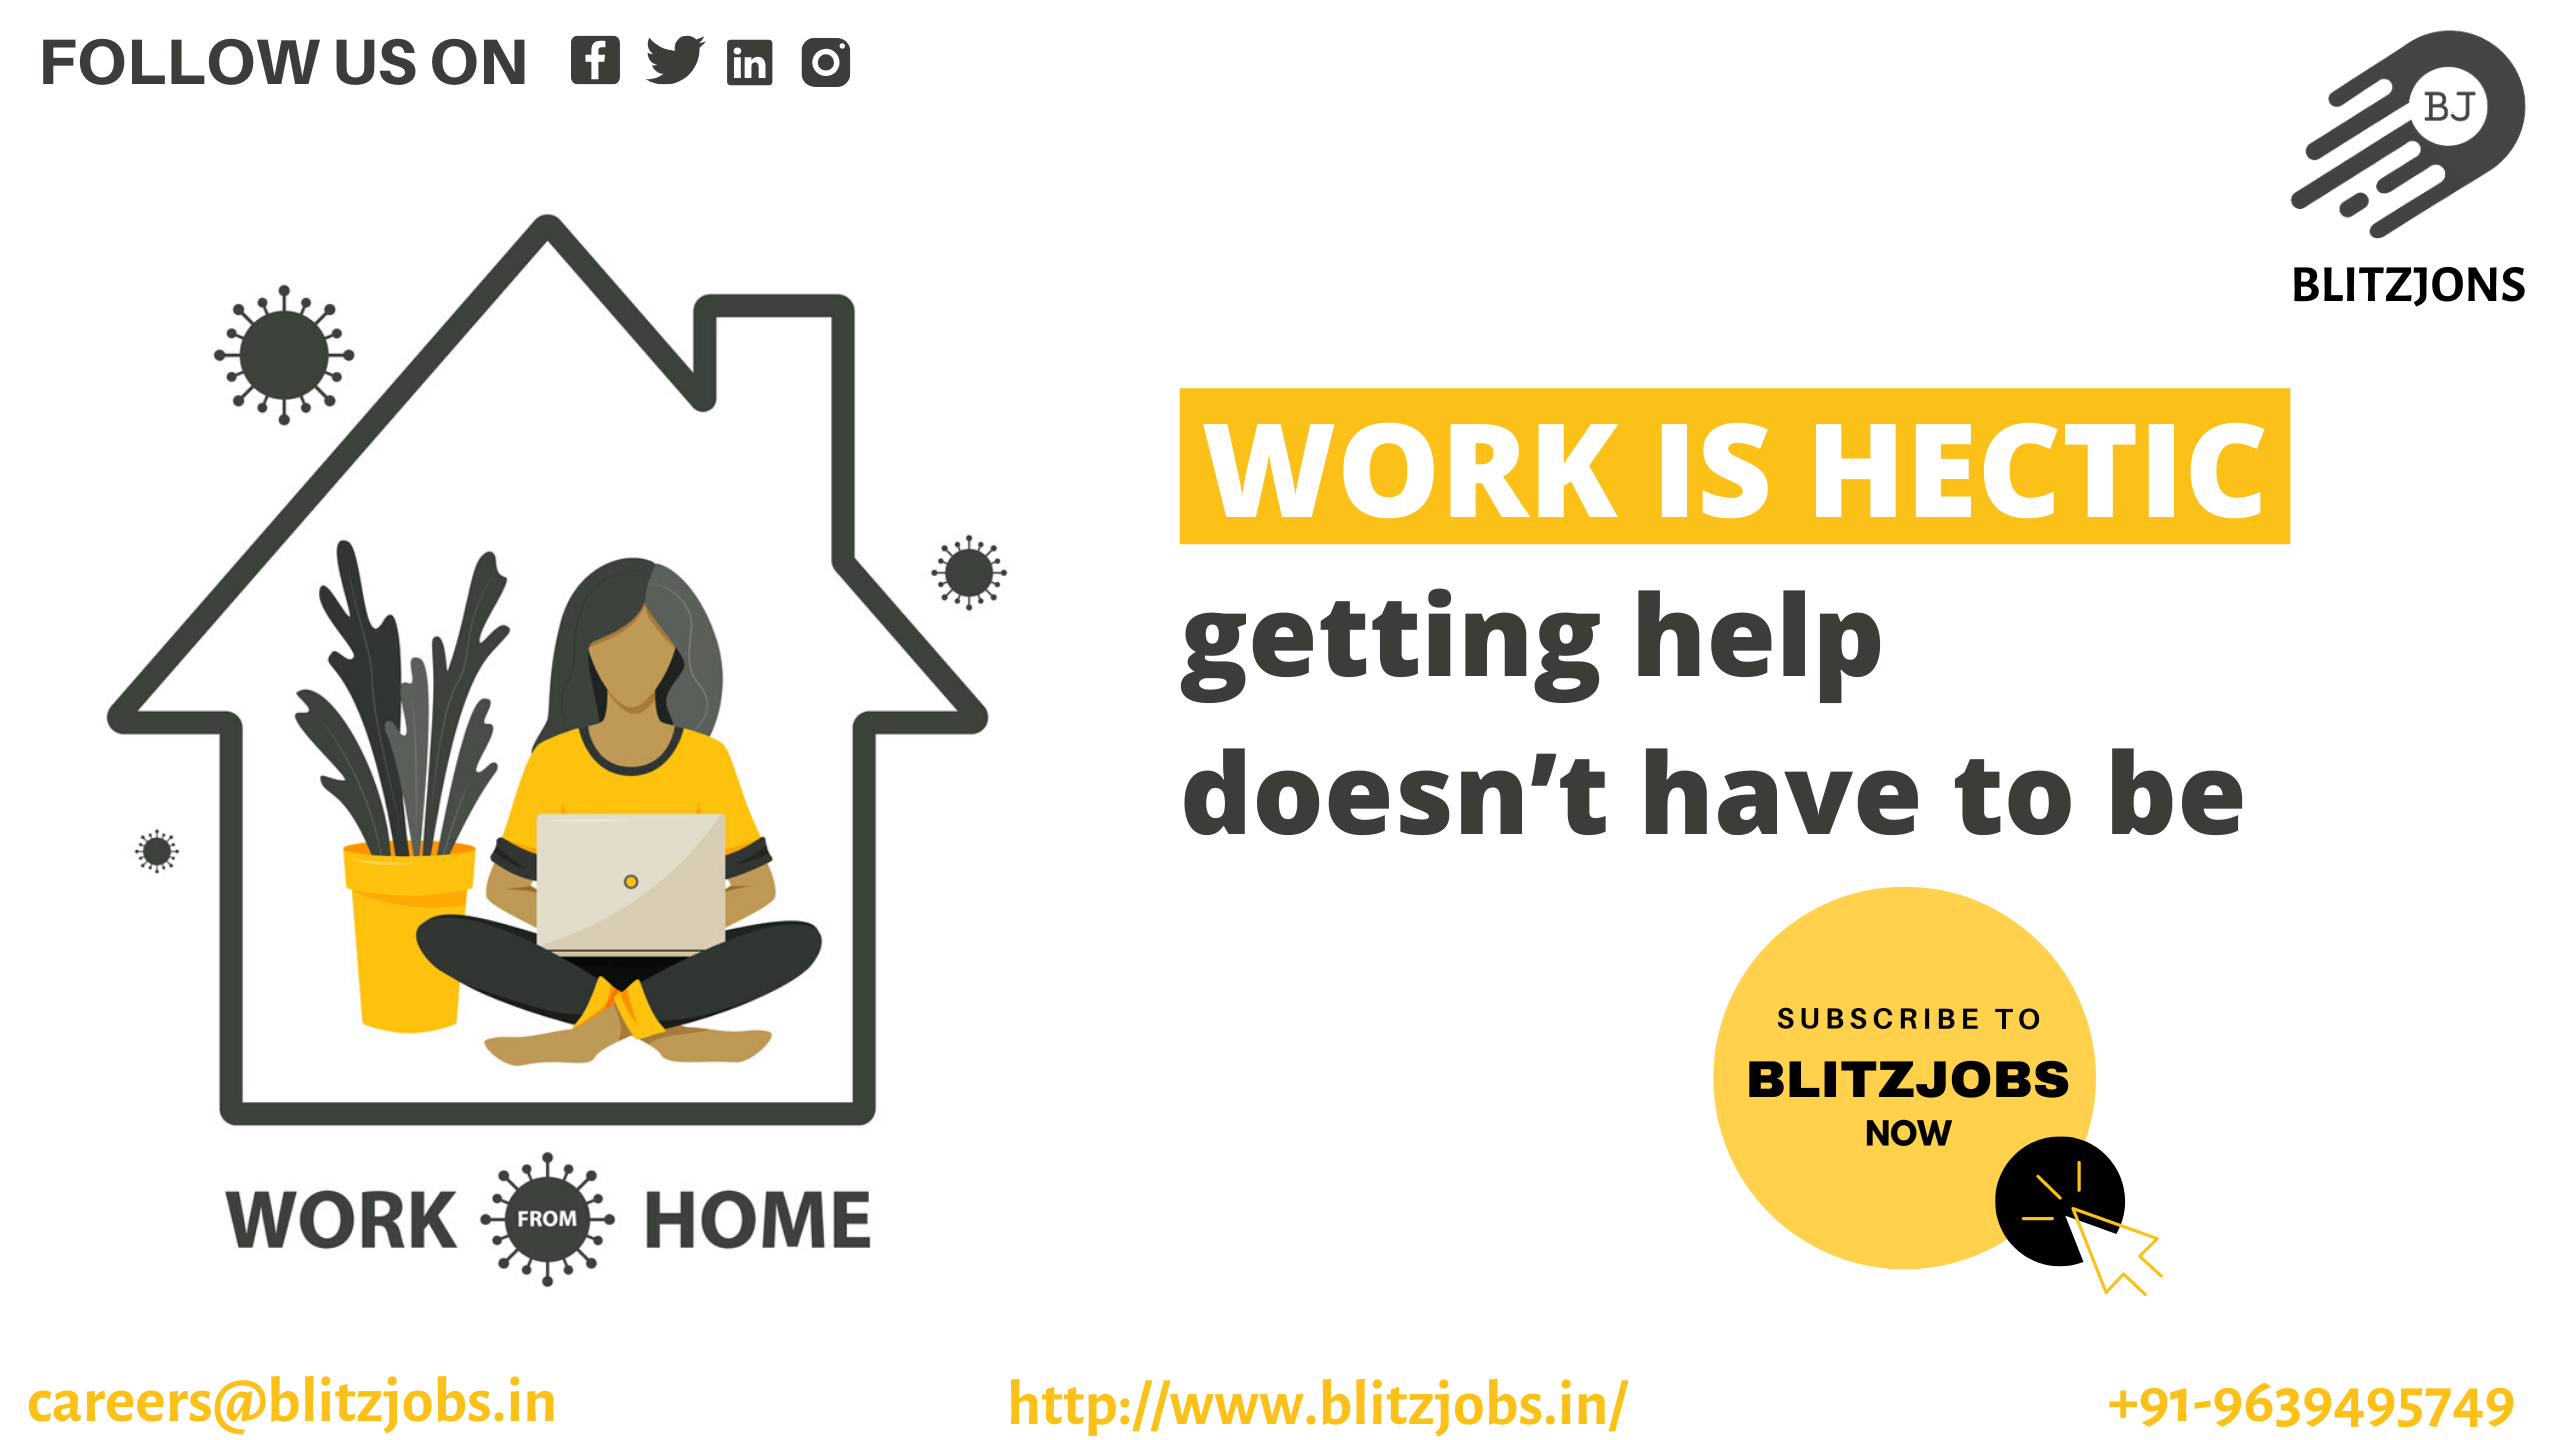 FOLLOW US ON
BJ
BLITZJONS
WORK IS HECTIC
getting help
doesn’t have to be
SUBSCRIBE TO
BLITZJOBS
NOW
WORK FROM HOME
careers@blitzjobs.in
http://www.blitzjobs.in/
+91-9639495749